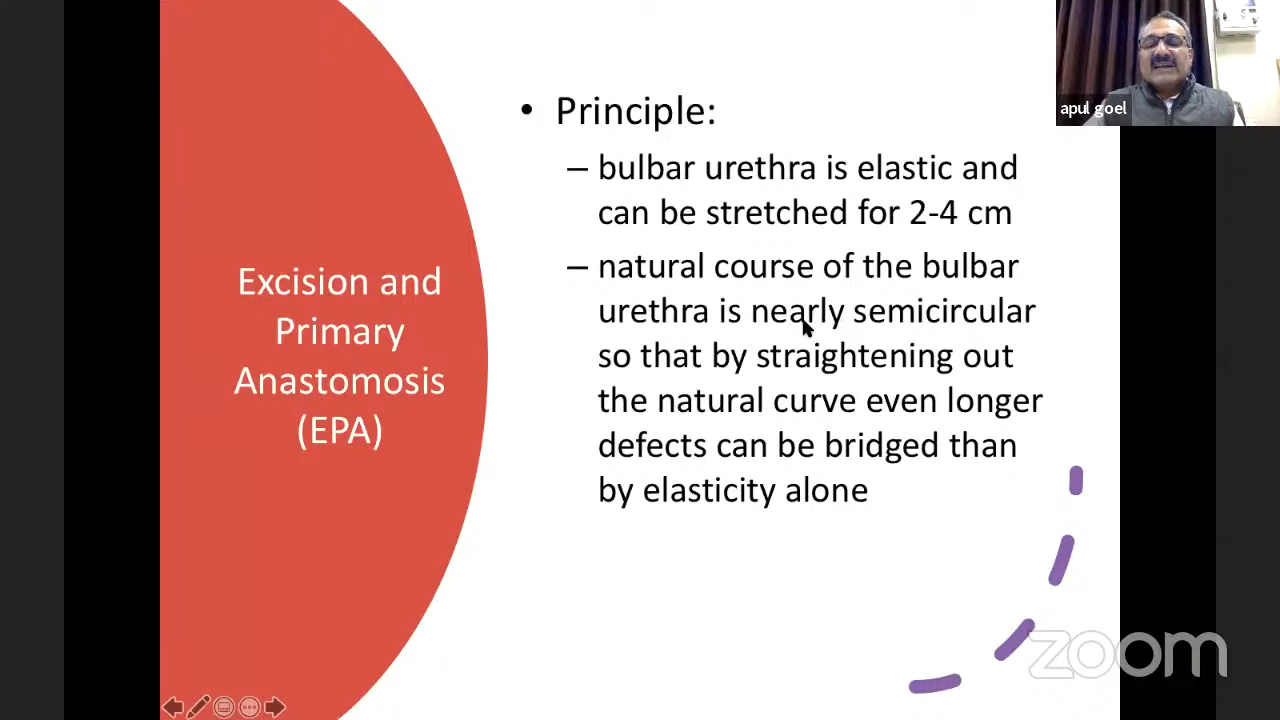 apul goel
Excision and
Primary
Anastomosis
(EPA)
• Principle:
– bulbar urethra is elastic and
can be stretched for 2-4 cm
– natural course of the bulbar
urethra is nearly semicircular
so that by straightening out
the natural curve even longer
defects can be bridged than
by elasticity alone
zoom